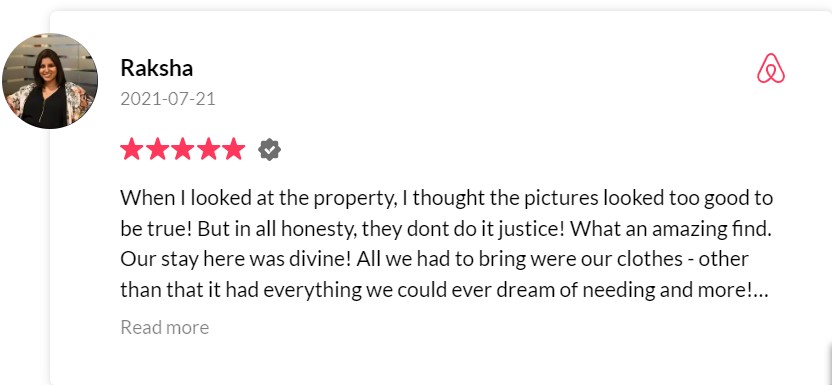 Raksha
2021-07-21
When I looked at the property, I thought the pictures looked too good to
be true! But in all honesty, they dont do it justice! What an amazing find.
Our stay here was divine! All we had to bring were our clothes - other
than that it had everything we could ever dream of needing and more!...
Read more